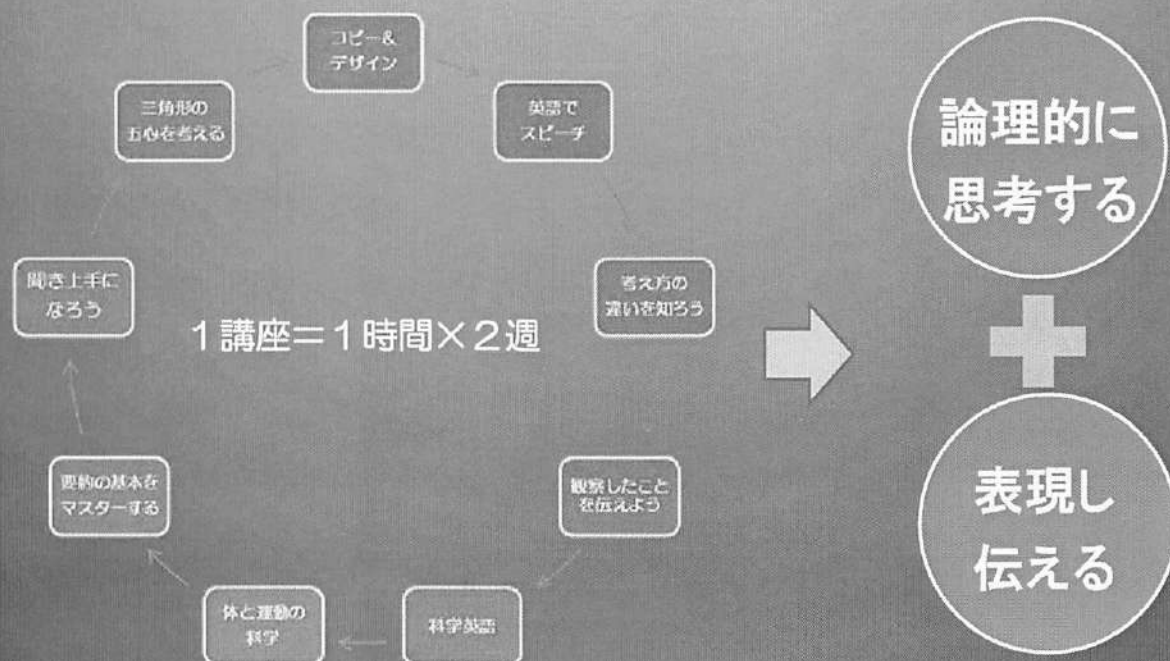 コピー&
デザイン
英語で
スピーチ
考え方の
違いを知ろう
観察したこと
を伝えよう
科学英語
体と運動の
科学
要約の基本を
マスターする
聞き上手に
なろう
三角形の
五心を考える
1講座=1時間×2週
論理的に
思考する
表現し
伝える